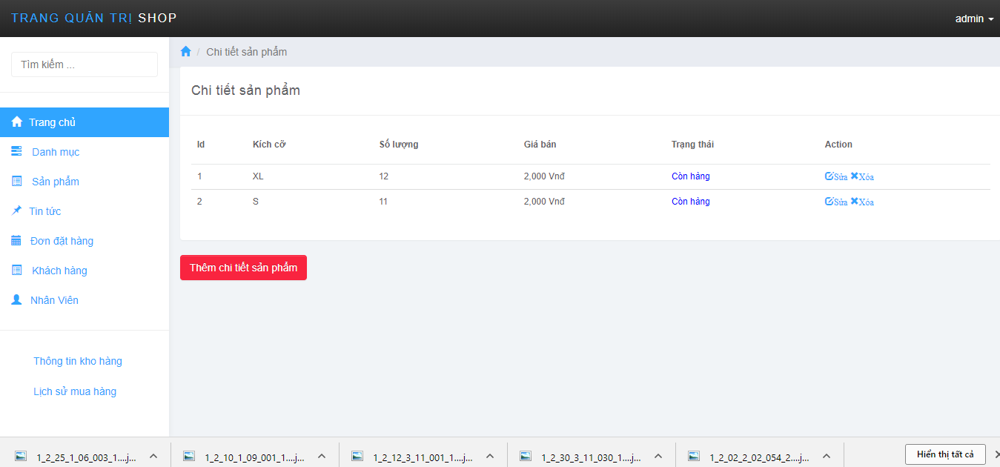 TRANG QUẢN TRỊ SHOP
admin
Tìm kiếm ...
Chi tiết sản phẩm
Chi tiết sản phẩm
Trang chủ
Danh mục
Sản phẩm
Tin tức
Đơn đặt hàng
Khách hàng
Nhân Viên
Thông tin kho hàng
Lịch sử mua hàng
Id Kích cỡ Số lượng Giá bán Trạng thái Action
1 XL 12 2,000 Vnđ Còn hàng Sửa Xóa
2 S 11 2,000 Vnđ Còn hàng Sửa Xóa
Thêm chi tiết sản phẩm
1_2_25_1_06_003_1....j... 1_2_10_1_09_001_1....j... 1_2_12_3_11_001_1....j... 1_2_30_3_11_030_1....j... 1_2_02_2_02_054_2....j... Hiển thị tất cả